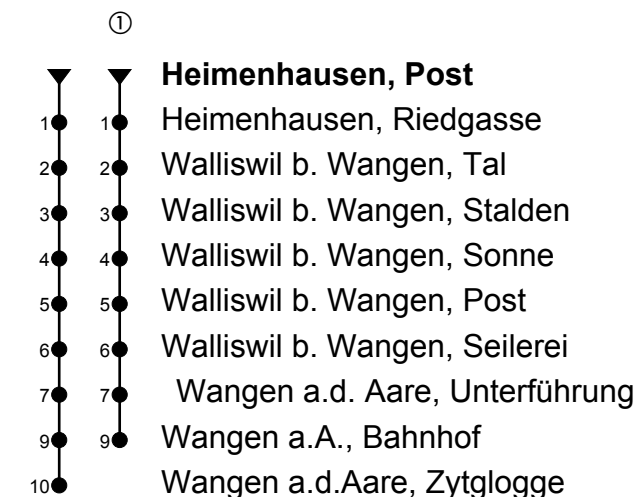 ①
Heimenhausen, Post
1 1 Heimenhausen, Riedgasse
2 2 Walliswil b. Wangen, Tal
3 3 Walliswil b. Wangen, Stalden
4 4 Walliswil b. Wangen, Sonne
5 5 Walliswil b. Wangen, Post
6 6 Walliswil b. Wangen, Seilerei
7 7 Wangen a.d. Aare, Unterführung
9 9 Wangen a.A., Bahnhof
10 Wangen a.d.Aare, Zytglogge